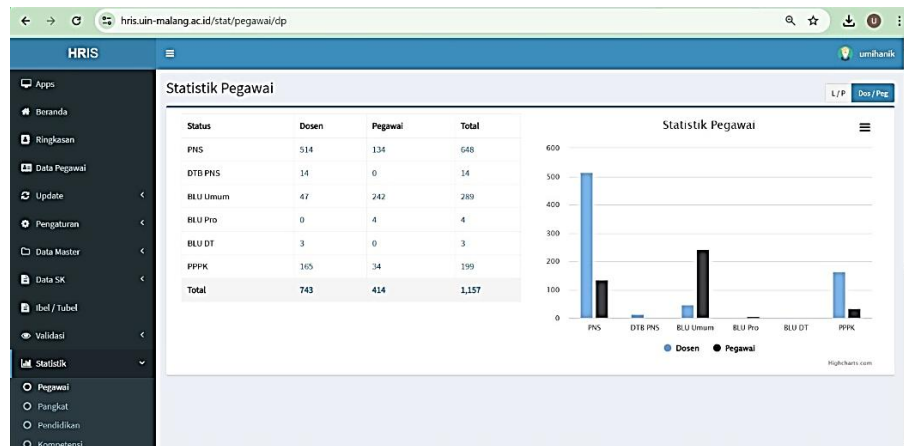 hris.uin-malang.ac.id/stat/pegawai/dp
U
HRIS
umihanik
Apps
Beranda
Ringkasan
Data Pegawai
Update
Pengaturan
Data Master
Data SK
Ibel / Tubel
Validasi
Statistik
Pegawai
Pangkat
Pendidikan
Kompetensi
Statistik Pegawai
L / P Dos / Peg
Status Dosen Pegawai Total
PNS 514 134 648
DTB PNS 14 0 14
BLU Umum 47 242 289
BLU Pro 0 4 4
BLU DT 3 0 3
PPPK 165 34 199
Total 743 414 1,157
Statistik Pegawai
600
500
400
300
200
100
0
PNS DTB PNS BLU Umum BLU Pro BLU DT PPPK
Dosen Pegawai
Highcharts.com